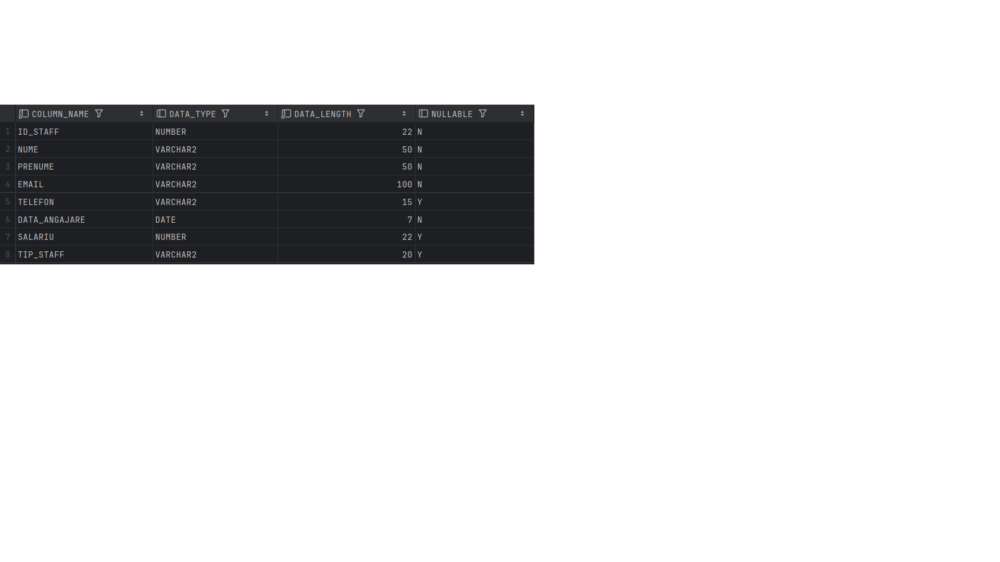 COLUMN_NAME DATA_TYPE DATA_LENGTH NULLABLE
1 ID_STAFF NUMBER 22 N
2 NUME VARCHAR2 50 N
3 PRENUME VARCHAR2 50 N
4 EMAIL VARCHAR2 100 N
5 TELEFON VARCHAR2 15 Y
6 DATA_ANGAJARE DATE 7 N
7 SALARIU NUMBER 22 Y
8 TIP_STAFF VARCHAR2 20 Y